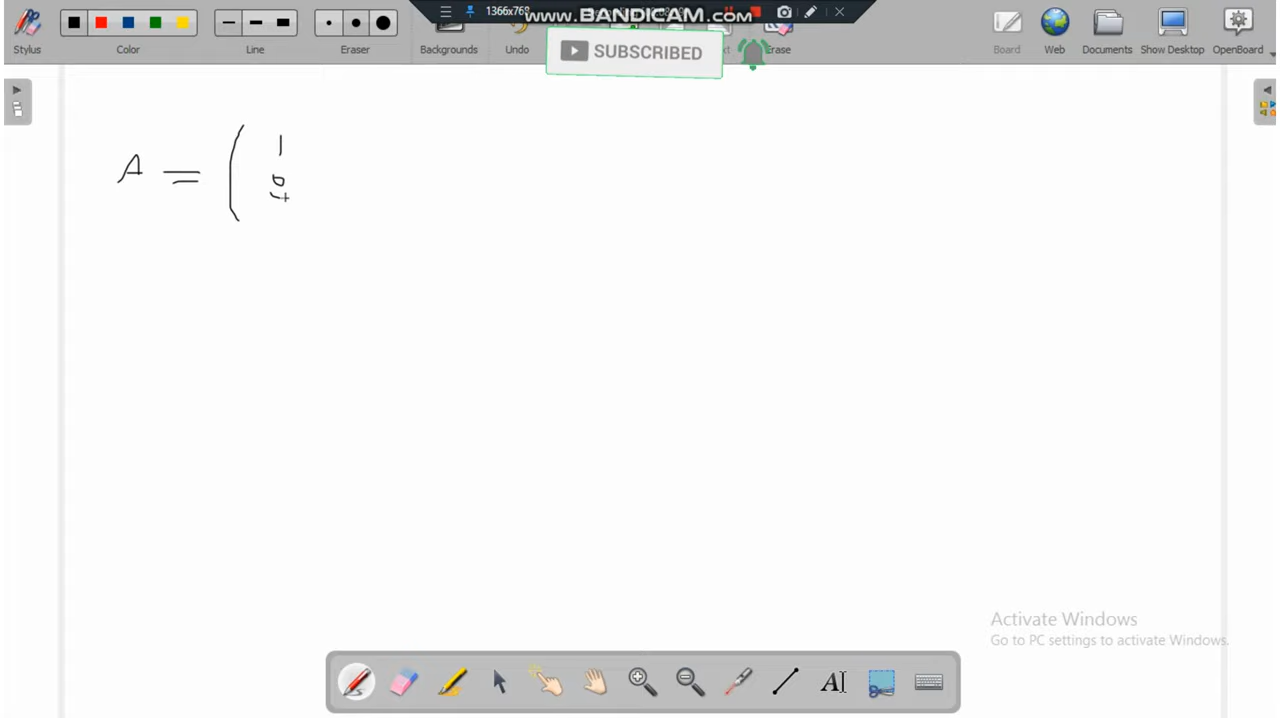 1366x768
www.BANDICAM.com
SUBSCRIBED
Stylus
Color
Line
Eraser
Backgrounds
Undo
Erase
Board
Web
Documents
Show Desktop
OpenBoard
A = (
1
0
Activate Windows
Go to PC settings to activate Windows.